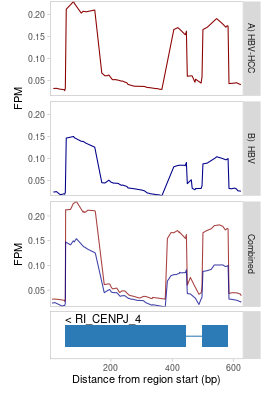 0.20
0.15
0.10
0.05
A) HBV-HCC
FPM
0.20
0.15
0.10
0.05
B) HBV
0.20
0.15
0.10
0.05
Combined
FPM
< RI_CENPJ_4
200
400
600
Distance from region start (bp)